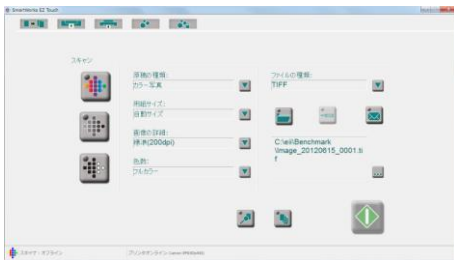 SmartWorks EZ Touch
スキャン
原稿の種類:
カラー写真
用紙サイズ:
自動サイズ
画像の詳細:
標準(200dpi)
色数:
フルカラー
ファイルの種類:
TIFF
C:\eii\Benchmark
\Image_20120615_0001.ti
f
...
スキャナ - オフライン